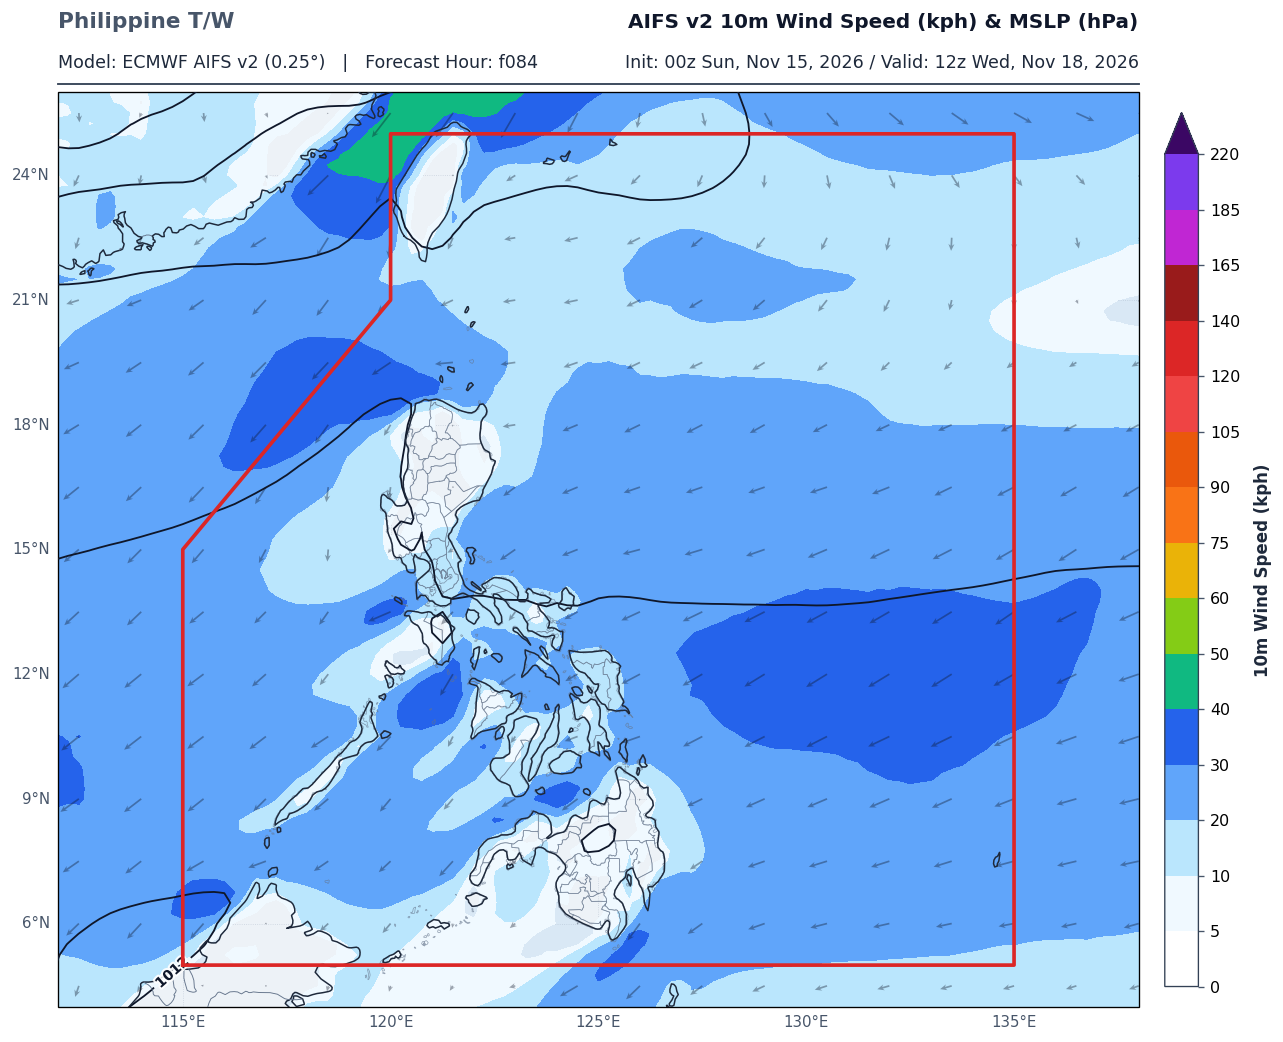 Philippine T/W
AIFS v2 10m Wind Speed (kph) & MSLP (hPa)
Model: ECMWF AIFS v2 (0.25°) | Forecast Hour: f084
Init: 00z Sun, Nov 15, 2026 / Valid: 12z Wed, Nov 18, 2026
24°N
21°N
18°N
15°N
12°N
9°N
6°N
115°E
120°E
125°E
130°E
135°E
220
185
165
140
120
105
90
75
60
50
40
30
20
10
5
0
10m Wind Speed (kph)